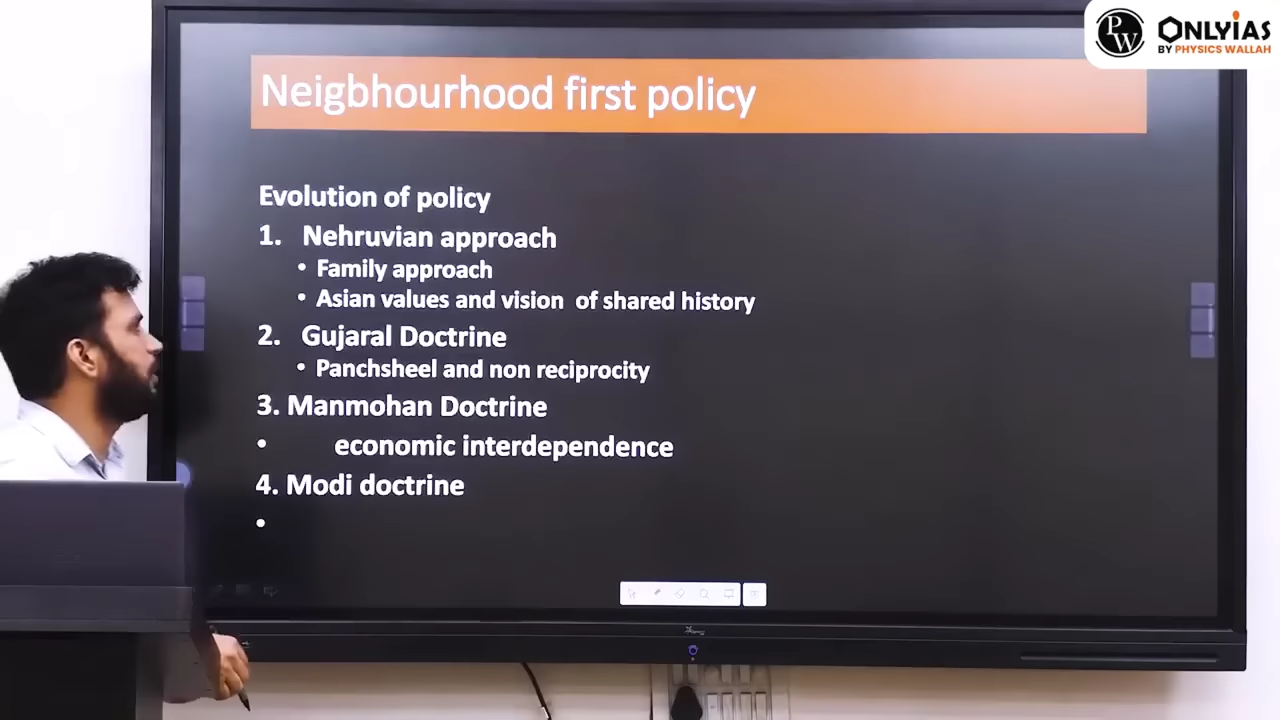 PW
ONLYIAS
BY PHYSICS WALLAH
Neigbhourhood first policy
Evolution of policy
1. Nehruvian approach
• Family approach
• Asian values and vision of shared history
2. Gujaral Doctrine
• Panchsheel and non reciprocity
3. Manmohan Doctrine
• economic interdependence
4. Modi doctrine
•